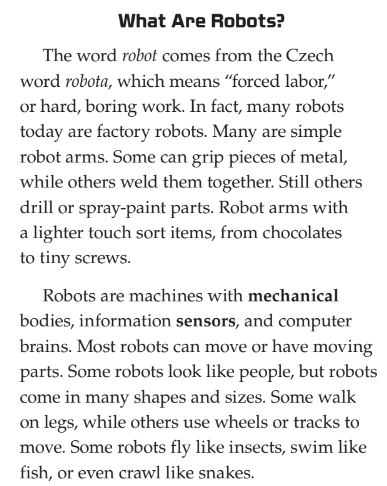 What Are Robots?
The word robot comes from the Czech
word robota, which means “forced labor,”
or hard, boring work. In fact, many robots
today are factory robots. Many are simple
robot arms. Some can grip pieces of metal,
while others weld them together. Still others
drill or spray-paint parts. Robot arms with
a lighter touch sort items, from chocolates
to tiny screws.
Robots are machines with mechanical
bodies, information sensors, and computer
brains. Most robots can move or have moving
parts. Some robots look like people, but robots
come in many shapes and sizes. Some walk
on legs, while others use wheels or tracks to
move. Some robots fly like insects, swim like
fish, or even crawl like snakes.